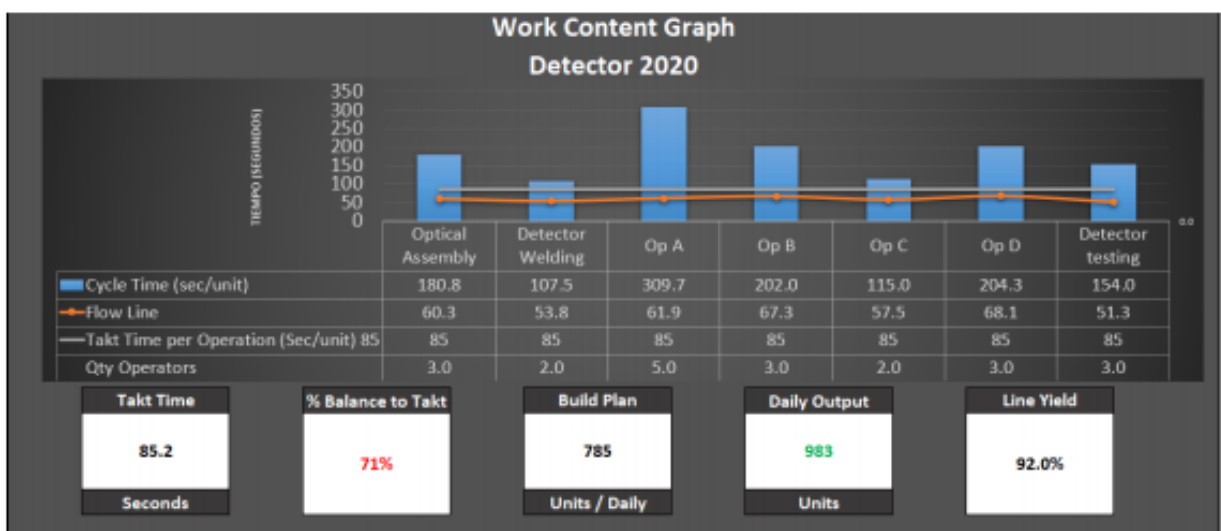 Work Content Graph
Detector 2020
TIEMPO (SEGUNDOS)
350
300
250
200
150
100
50
0
0.0
Optical Assembly Detector Welding Op A Op B Op C Op D Detector testing
Cycle Time (sec/unit) 180.8 107.5 309.7 202.0 115.0 204.3 154.0
Flow Line 60.3 53.8 61.9 67.3 57.5 68.1 51.3
Takt Time per Operation (Sec/unit) 85 85 85 85 85 85 85 85
Qty Operators 3.0 2.0 5.0 3.0 2.0 3.0 3.0
Takt Time % Balance to Takt Build Plan Daily Output Line Yield
85.2 71% 785 983 92.0%
Seconds Units / Daily Units